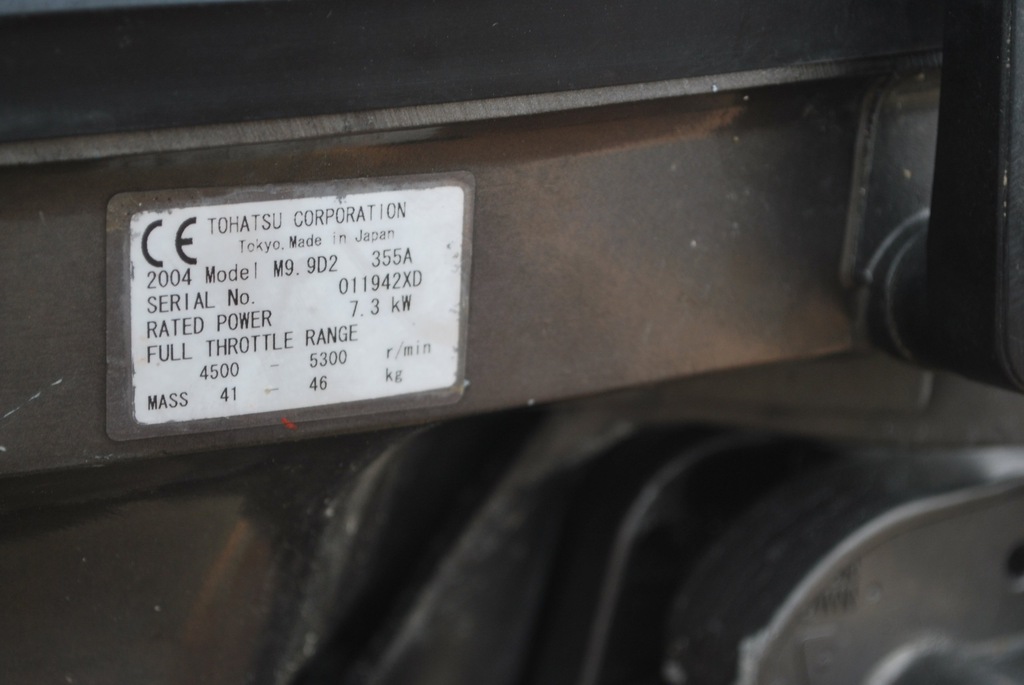 CE TOHATSU CORPORATION
Tokyo, Made in Japan
2004 Model M9.9D2 355A
SERIAL No. 011942XD
RATED POWER 7.3 kW
FULL THROTTLE RANGE
4500 - 5300 r/min
MASS 41 - 46 kg